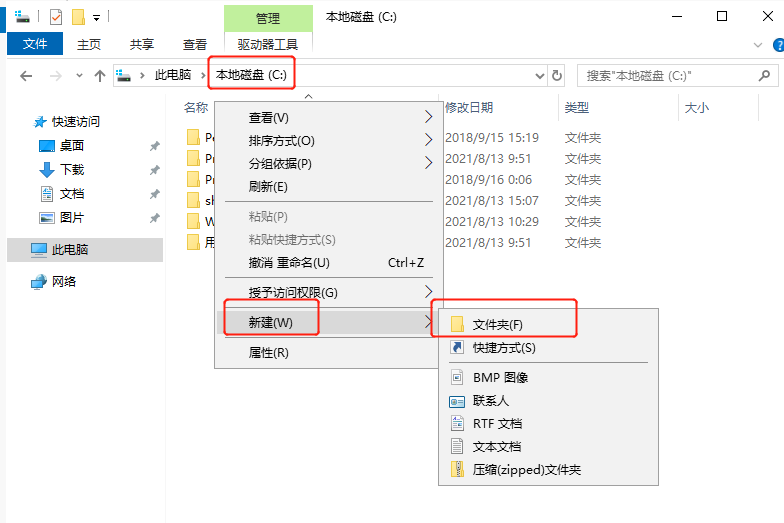 管理
本地磁盘 (C:)
文件
主页
共享
查看
驱动器工具
此电脑
本地磁盘 (C:)
搜索"本地磁盘 (C:)"
名称
修改日期
类型
大小
快速访问
桌面
下载
文档
图片
此电脑
网络
2018/9/15 15:19 文件夹
2021/8/13 9:51 文件夹
2018/9/16 0:06 文件夹
2021/8/13 15:07 文件夹
W 2021/8/13 10:29 文件夹
用 2021/8/13 9:51 文件夹
查看(V)
排序方式(O)
分组依据(P)
刷新(E)
粘贴(P)
粘贴快捷方式(S)
撤消 重命名(U) Ctrl+Z
授予访问权限(G)
新建(W)
属性(R)
文件夹(F)
快捷方式(S)
BMP 图像
联系人
RTF 文档
文本文档
压缩(zipped)文件夹